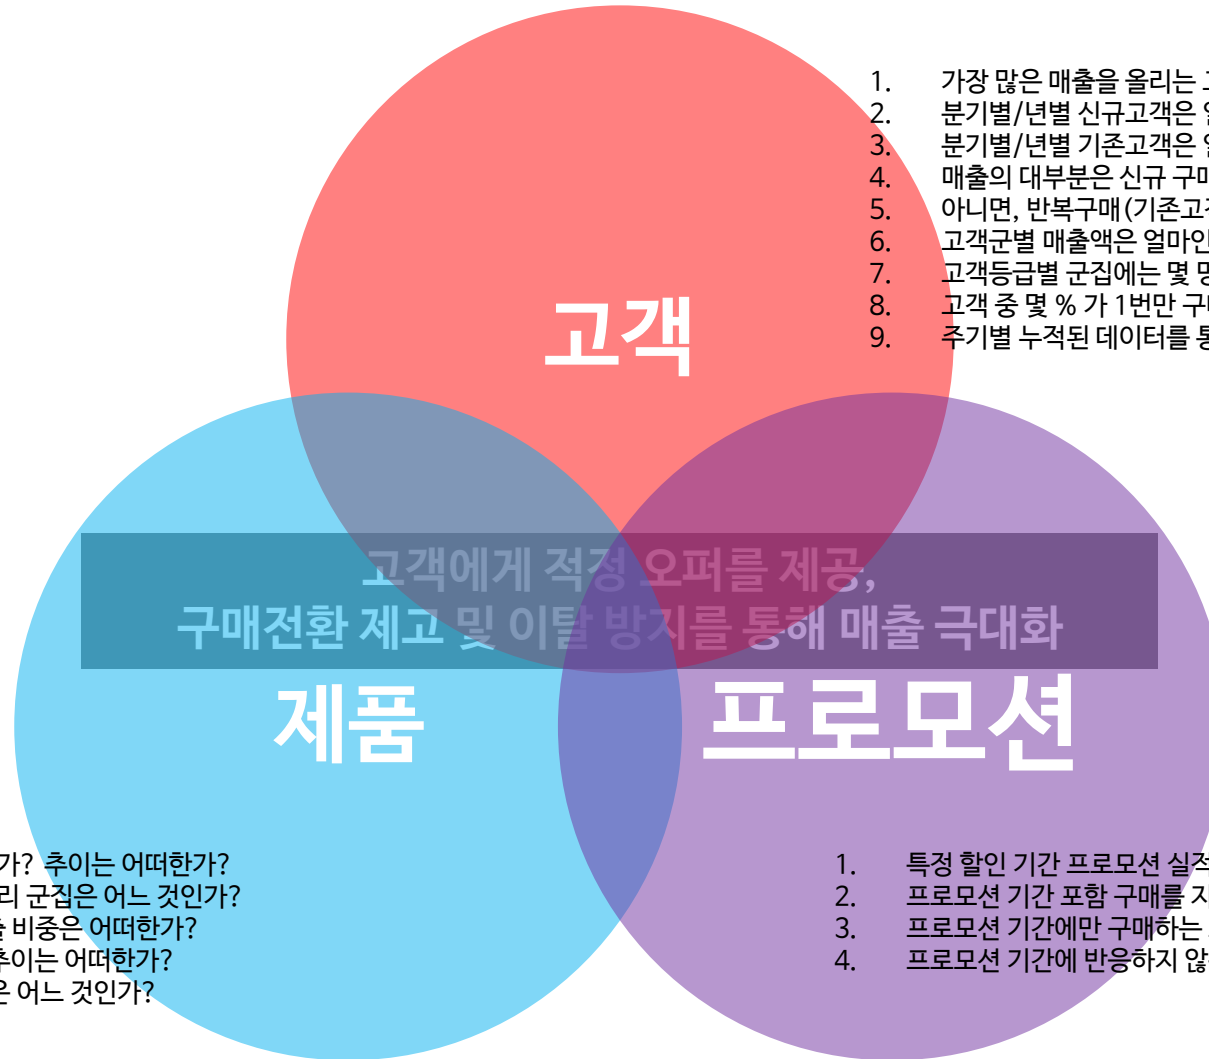 1. 가장 많은 매출을 올리는
2. 분기별/년별 신규고객은
3. 분기별/년별 기존고객은
4. 매출의 대부분은 신규
5. 아니면, 반복구매(기존고
6. 고객군별 매출액은 얼마인
7. 고객등급별 군집에는 몇
8. 고객 중 몇 % 가 1번만
9. 주기별 누적된 데이터를
고객
고객에게 적정 오퍼를 제공,
구매전환 제고 및 이탈 방지를 통해 매출 극대화
제품
프로모션
가? 추이는 어떠한가?
리 군집은 어느 것인가?
비중은 어떠한가?
추이는 어떠한가?
은 어느 것인가?
1. 특정 할인 기간 프로모션 실적
2. 프로모션 기간 포함 구매를
3. 프로모션 기간에만 구매하는
4. 프로모션 기간에 반응하지